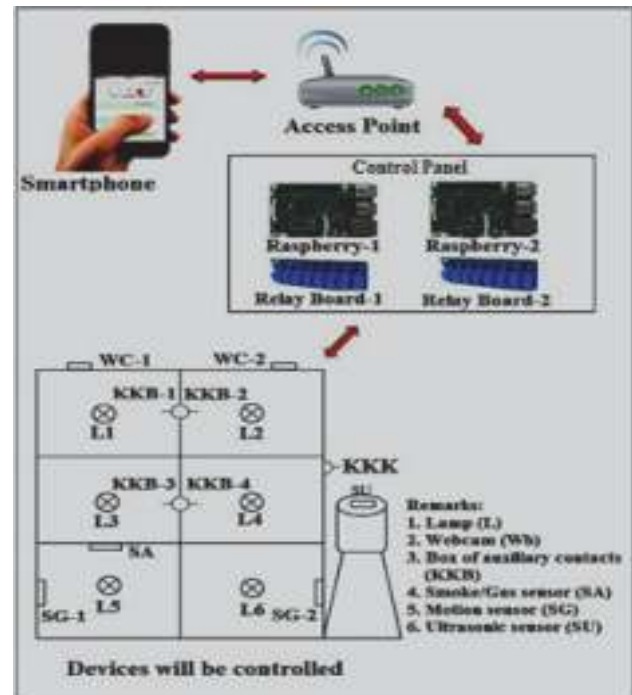 Access Point
Smartphone
Control Panel
Raspberry-1
Raspberry-2
Relay Board-1
Relay Board-2
WC-1
WC-2
KKB-1
KKB-2
L1
L2
KKK
KKB-3
KKB-4
SU
L3
L4
SA
SG-1
L5
L6
SG-2
Remarks:
1. Lamp (L)
2. Webcam (Wb)
3. Box of auxiliary contacts
(KKB)
4. Smoke/Gas sensor (SA)
5. Motion sensor (SG)
6. Ultrasonic sensor (SU)
Devices will be controlled